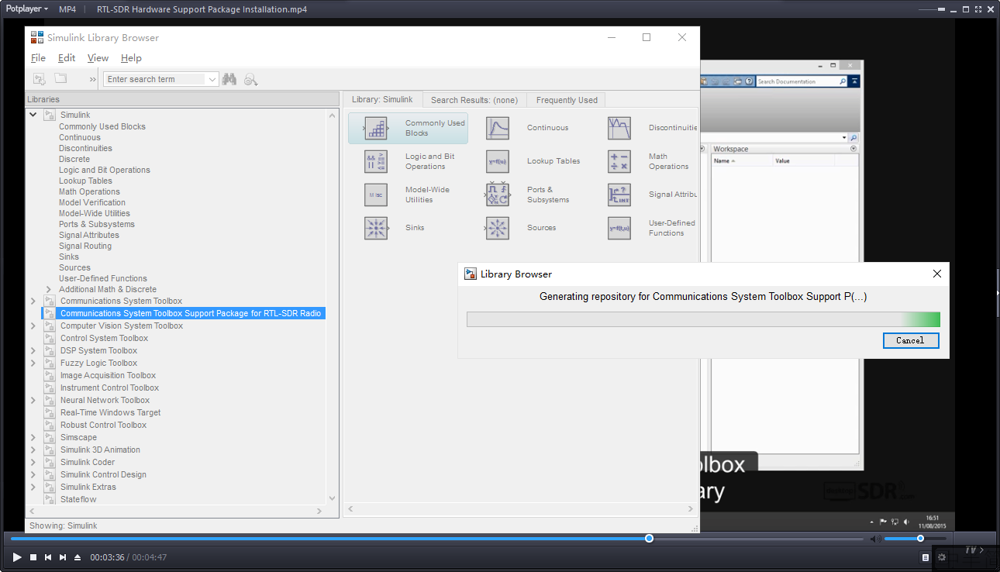 Potplayer MP4 RTL-SDR Hardware Support Package Installation.mp4
Simulink Library Browser
File Edit View Help
Enter search term
Search Documentation
Libraries
Library: Simulink Search Results: (none) Frequently Used
Simulink
Commonly Used Blocks
Continuous
Discontinuities
Discrete
Logic and Bit Operations
Lookup Tables
Math Operations
Model Verification
Model-Wide Utilities
Ports & Subsystems
Signal Attributes
Signal Routing
Sinks
Sources
User-Defined Functions
Additional Math & Discrete
Communications System Toolbox
Communications System Toolbox Support Package for RTL-SDR Radio
Computer Vision System Toolbox
Control System Toolbox
DSP System Toolbox
Fuzzy Logic Toolbox
Image Acquisition Toolbox
Instrument Control Toolbox
Neural Network Toolbox
Real-Time Windows Target
Robust Control Toolbox
Simscape
Simulink 3D Animation
Simulink Coder
Simulink Control Design
Simulink Extras
Stateflow
Commonly Used
Blocks
Continuous
Discontinuitie
Logic and Bit
Operations
y=f(u)
Lookup Tables
Math
Operations
Misc
Model-Wide
Utilities
Ports &
Subsystems
INT
Signal Attribu
Sinks
Sources
y=f(t,u)
User-Defined
Functions
Workspace
Name Value
Library Browser
Generating repository for Communications System Toolbox Support P(...)
Cancel
olbox
ary
SDR
.com
Showing: Simulink
16:51
11/08/2015
00:03:36 / 00:04:47
TV